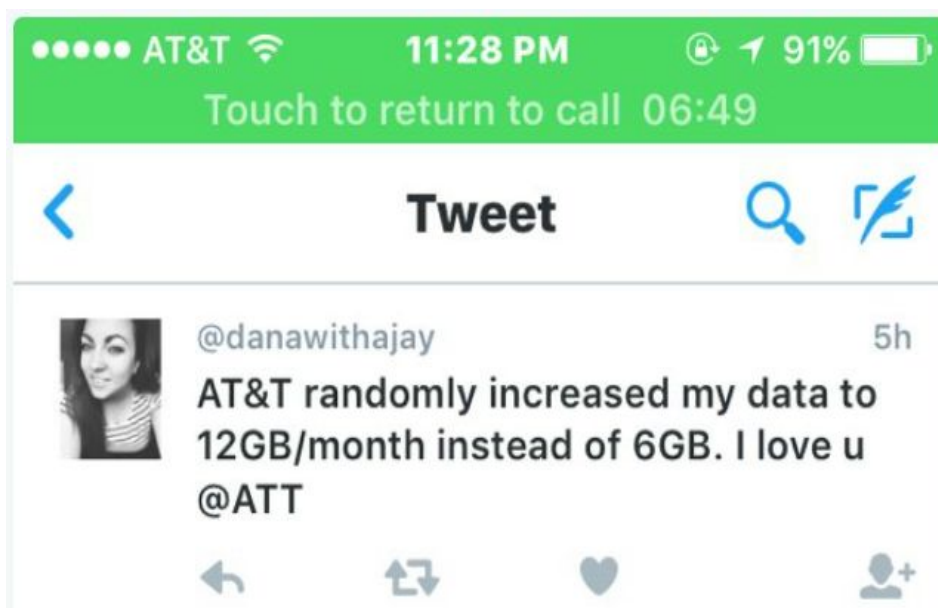 AT&T 11:28 PM 91%
Touch to return to call 06:49
Tweet
@danawithajay 5h
AT&T randomly increased my data to
12GB/month instead of 6GB. I love u
@ATT